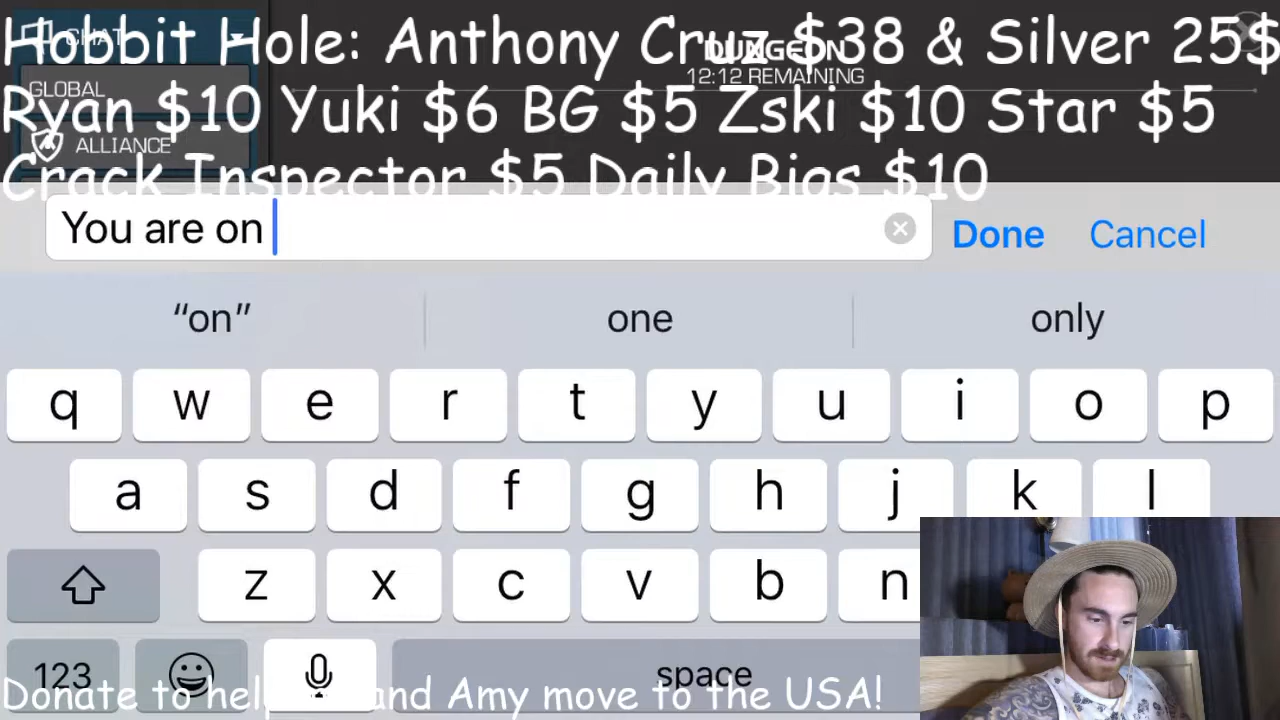 Hobbit Hole: Anthony Cruz $38 & Silver 25$
CHAT
DUNGEON
12:12 REMAINING
GLOBAL
Ryan $10 Yuki $6 BG $5 Zski $10 Star $5
ALLIANCE
Crack Inspector $5 Daily Bias $10
You are on
Done
Cancel
“on”
one
only
q w e r t y u i o p
a s d f g h j k l
z x c v b n
123
space
Donate to help and Amy move to the USA!